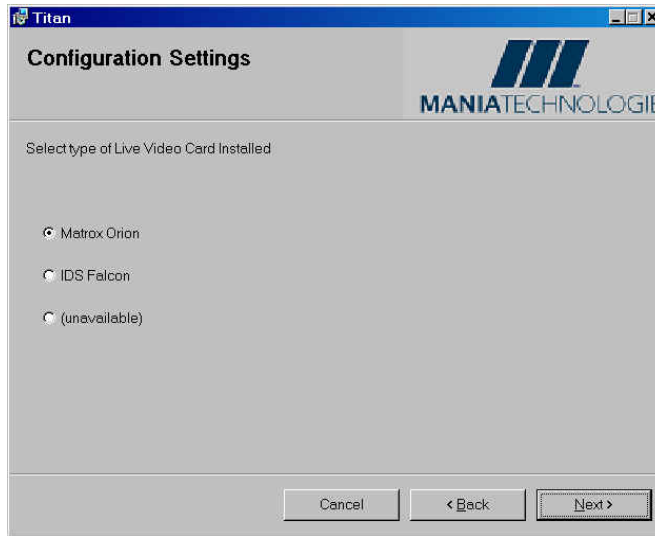 Titan
Configuration Settings
MANIATECHNOLOGIE
Select type of Live Video Card Installed
Matrox Orion
IDS Falcon
(unavailable)
Cancel
< Back
Next >